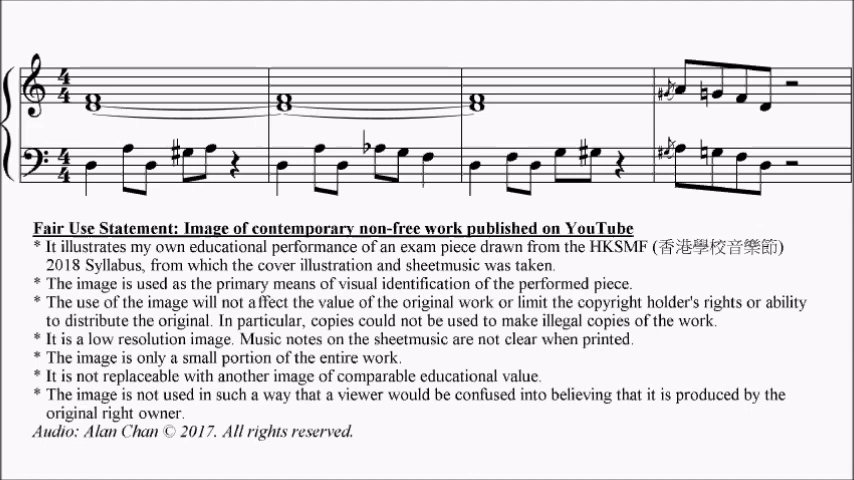 Fair Use Statement: Image of contemporary non-free work published on YouTube
* It illustrates my own educational performance of an exam piece drawn from the HKSMF (香港學校音樂節)
2018 Syllabus, from which the cover illustration and sheetmusic was taken.
* The image is used as the primary means of visual identification of the performed piece.
* The use of the image will not affect the value of the original work or limit the copyright holder's rights or ability
to distribute the original. In particular, copies could not be used to make illegal copies of the work.
* It is a low resolution image. Music notes on the sheetmusic are not clear when printed.
* The image is only a small portion of the entire work.
* It is not replaceable with another image of comparable educational value.
* The image is not used in such a way that a viewer would be confused into believing that it is produced by the
original right owner.
Audio: Alan Chan © 2017. All rights reserved.